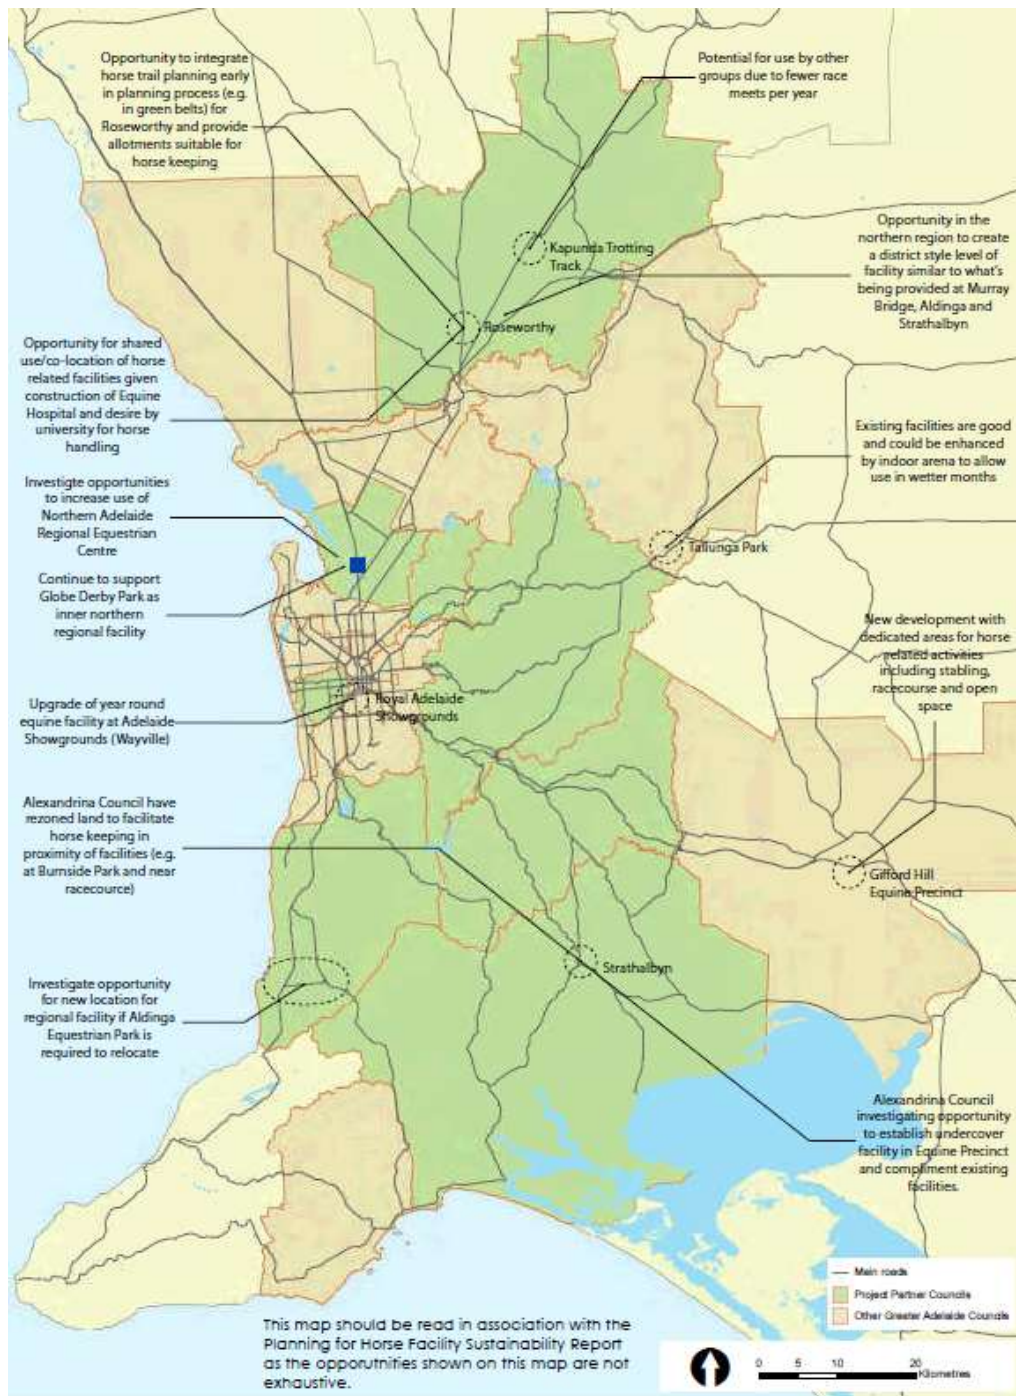 Opportunity to integrate
horse trail planning early
in planning process (e.g.
in green belts) for
Roseworthy and provide
allotments suitable for
horse keeping
Potential for use by other
groups due to fewer race
meets per year
Opportunity in the
northern region to create
a district style level of
facility similar to what's
being provided at Murray
Bridge, Aldinga and
Strathalbyn
Kapunda Trotting
Track
Roseworthy
Opportunity for shared
use/co-location of horse
related facilities given
construction of Equine
Hospital and desire by
university for horse
handling
Existing facilities are good
and could be enhanced
by indoor arena to allow
use in wetter months
Investigte opportunities
to increase use of
Northern Adelaide
Regional Equestrian
Centre
Talunga Park
Continue to support
Globe Derby Park as
inner northern
regional facility
New development with
dedicated areas for horse
related activities
including stabling,
racecourse and open
space
Royal Adelaide
Showgrounds
Upgrade of year round
equine facility at Adelaide
Showgrounds (Wayville)
Alexandrina Council have
rezoned land to facilitate
horse keeping in
proximity of facilities (e.g.
at Burnside Park and near
racecourse)
Gifford Hill
Equine Precinct
Strathalbyn
Investigate opportunity
for new location for
regional facility if Aldinga
Equestrian Park is
required to relocate
Alexandrina Council
investigating opportunity
to establish undercover
facility in Equine Precinct
and compliment existing
facilities.
Main roads
Project Partner Councils
Other Greater Adelaide Councils
This map should be read in association with the
Planning for Horse Facility Sustainability Report
as the opporutnities shown on this map are not
exhaustive.
0 5 10 20
Kilometres